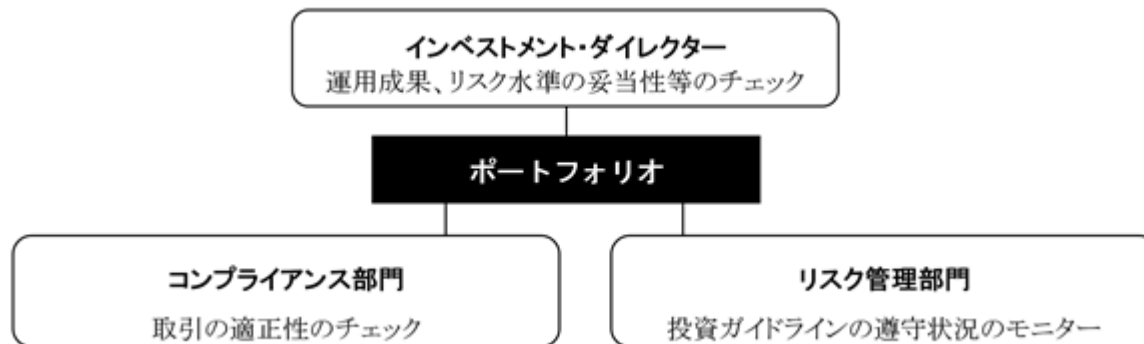 インベストメント・ダイレクター
運用成果、リスク水準の妥当性等のチェック
ポートフォリオ
コンプライアンス部門
取引の適正性のチェック
リスク管理部門
投資ガイドラインの遵守状況のモニター